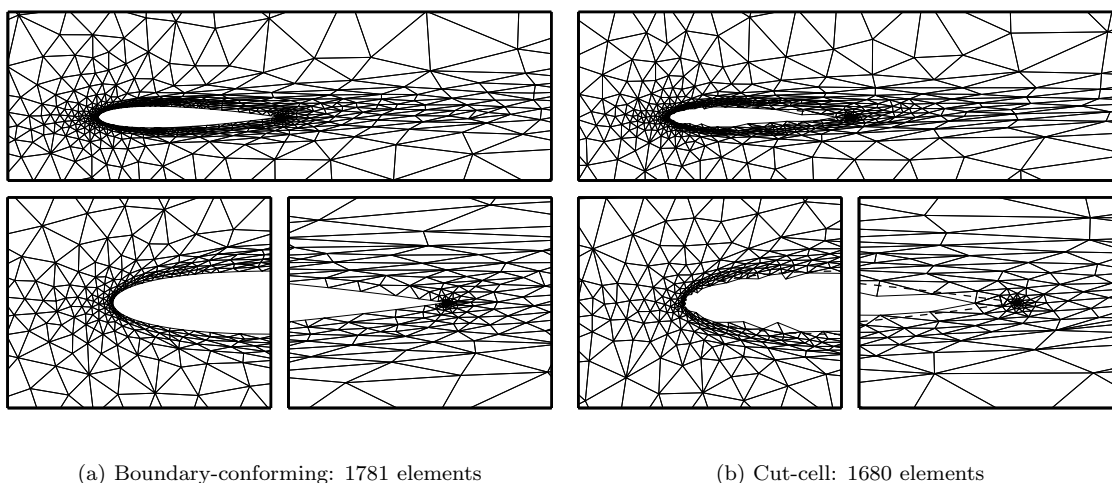 (a) Boundary-conforming: 1781 elements
(b) Cut-cell: 1680 elements